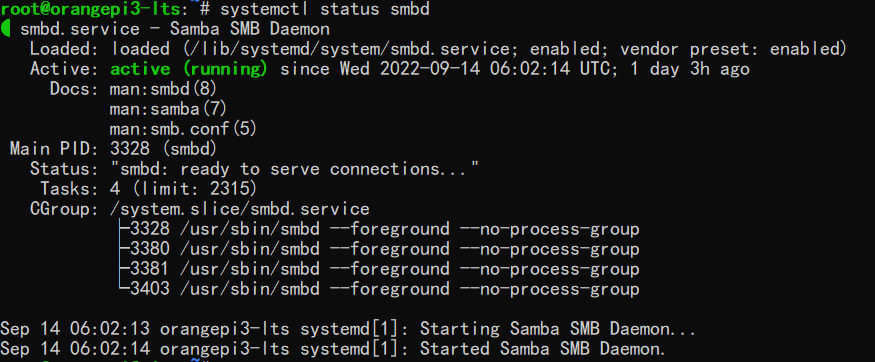 root@orangepi3-lts:~# systemctl status smbd
● smbd.service - Samba SMB Daemon
   Loaded: loaded (/lib/systemd/system/smbd.service; enabled; vendor preset: enabled)
   Active: active (running) since Wed 2022-09-14 06:02:14 UTC; 1 day 3h ago
     Docs: man:smbd(8)
           man:samba(7)
           man:smb.conf(5)
 Main PID: 3328 (smbd)
   Status: "smbd: ready to serve connections..."
    Tasks: 4 (limit: 2315)
   CGroup: /system.slice/smbd.service
           ├─3328 /usr/sbin/smbd --foreground --no-process-group
           ├─3380 /usr/sbin/smbd --foreground --no-process-group
           ├─3381 /usr/sbin/smbd --foreground --no-process-group
           └─3403 /usr/sbin/smbd --foreground --no-process-group

Sep 14 06:02:13 orangepi3-lts systemd[1]: Starting Samba SMB Daemon...
Sep 14 06:02:14 orangepi3-lts systemd[1]: Started Samba SMB Daemon.